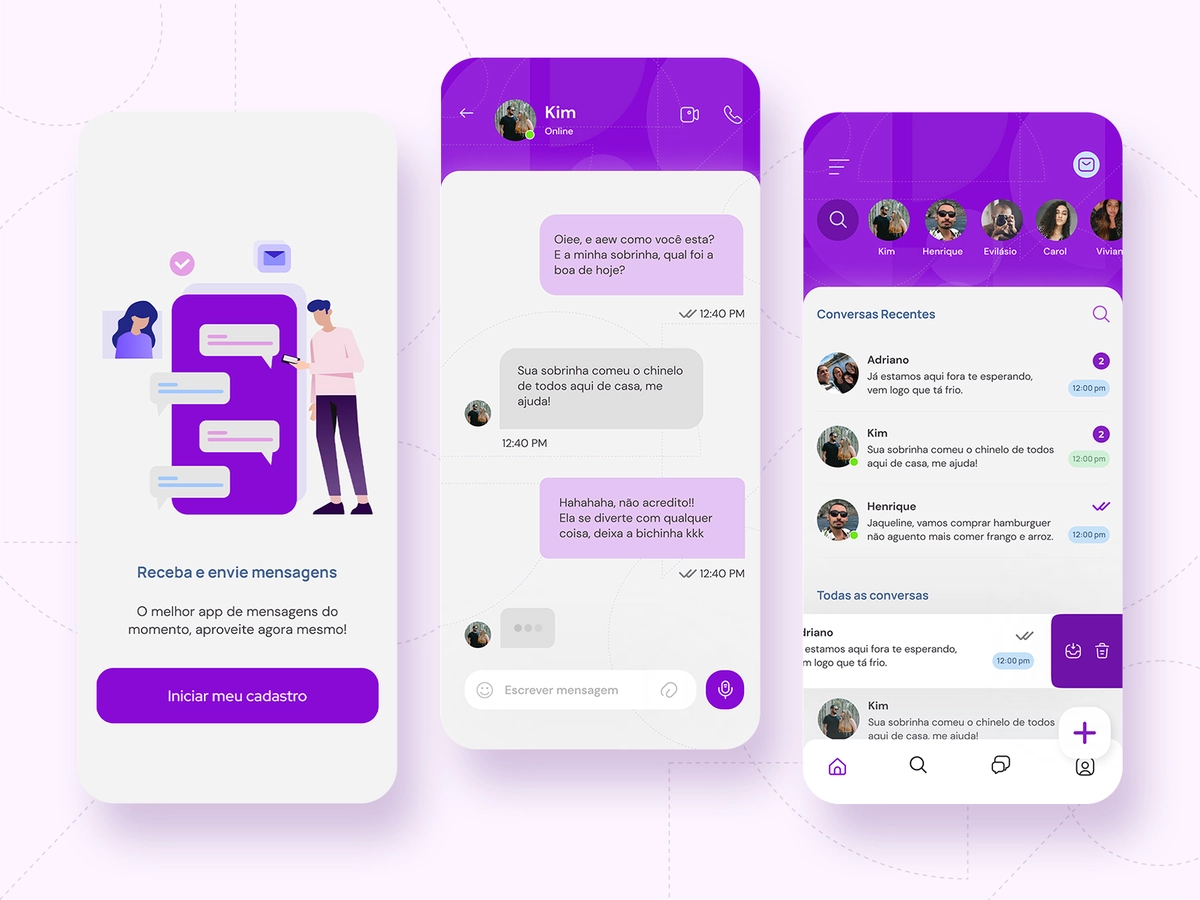 Receba e envie mensagens
O melhor app de mensagens do
momento, aproveite agora mesmo!
Iniciar meu cadastro
Kim
Online
Oiee, e aew como você esta?
E a minha sobrinha, qual foi a
boa de hoje?
12:40 PM
Sua sobrinha comeu o chinelo
de todos aqui de casa, me
ajuda!
12:40 PM
Hahahaha, não acredito!!
Ela se diverte com qualquer
coisa, deixa a bichinha kkk
12:40 PM
Escrever mensagem
Kim
Henrique
Evilásio
Carol
Vivian
Conversas Recentes
Adriano
2
Já estamos aqui fora te esperando,
vem logo que tá frio.
12:00 pm
Kim
2
Sua sobrinha comeu o chinelo de todos
aqui de casa, me ajuda!
12:00 pm
Henrique
Jaqueline, vamos comprar hamburguer
não aguento mais comer frango e arroz.
12:00 pm
Todas as conversas
driano
estamos aqui fora te esperando,
m logo que tá frio.
12:00 pm
Kim
Sua sobrinha comeu o chinelo de todos
aqui de casa, me ajuda!